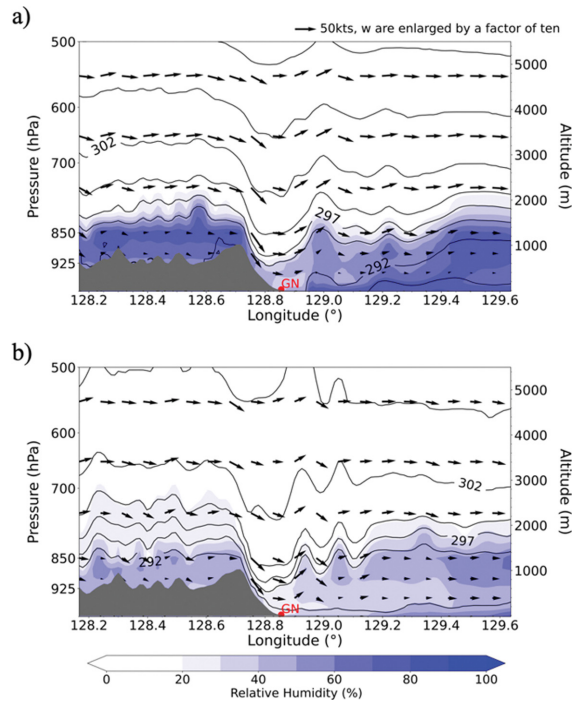 a)
50kts, w are enlarged by a factor of ten
500
600
700
850
925
Pressure (hPa)
5000
4000
3000
2000
1000
Altitude (m)
302
297
292
GN
128.2 128.4 128.6 128.8 129.0 129.2 129.4 129.6
Longitude (°)
b)
500
600
700
850
925
Pressure (hPa)
5000
4000
3000
2000
1000
Altitude (m)
302
297
292
GN
128.2 128.4 128.6 128.8 129.0 129.2 129.4 129.6
Longitude (°)
0 20 40 60 80 100
Relative Humidity (%)